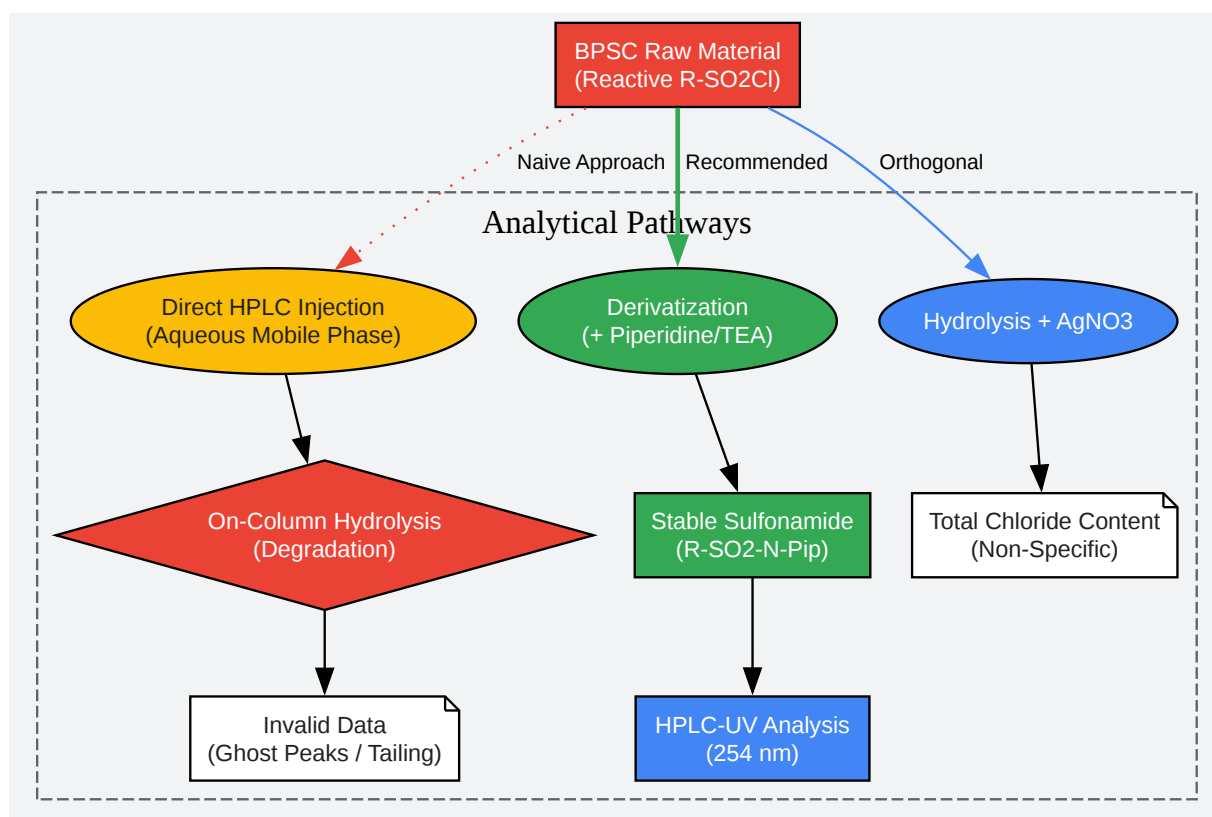 BPSC Raw Material
(Reactive R-SO2Cl)
Naive Approach
Recommended
Orthogonal
Analytical Pathways
Direct HPLC Injection
(Aqueous Mobile Phase)
Derivatization
(+ Piperidine/TEA)
Hydrolysis + AgNO3
On-Column Hydrolysis
(Degradation)
Stable Sulfonamide
(R-SO2-N-Pip)
Total Chloride Content
(Non-Specific)
Invalid Data
(Ghost Peaks / Tailing)
HPLC-UV Analysis
(254 nm)